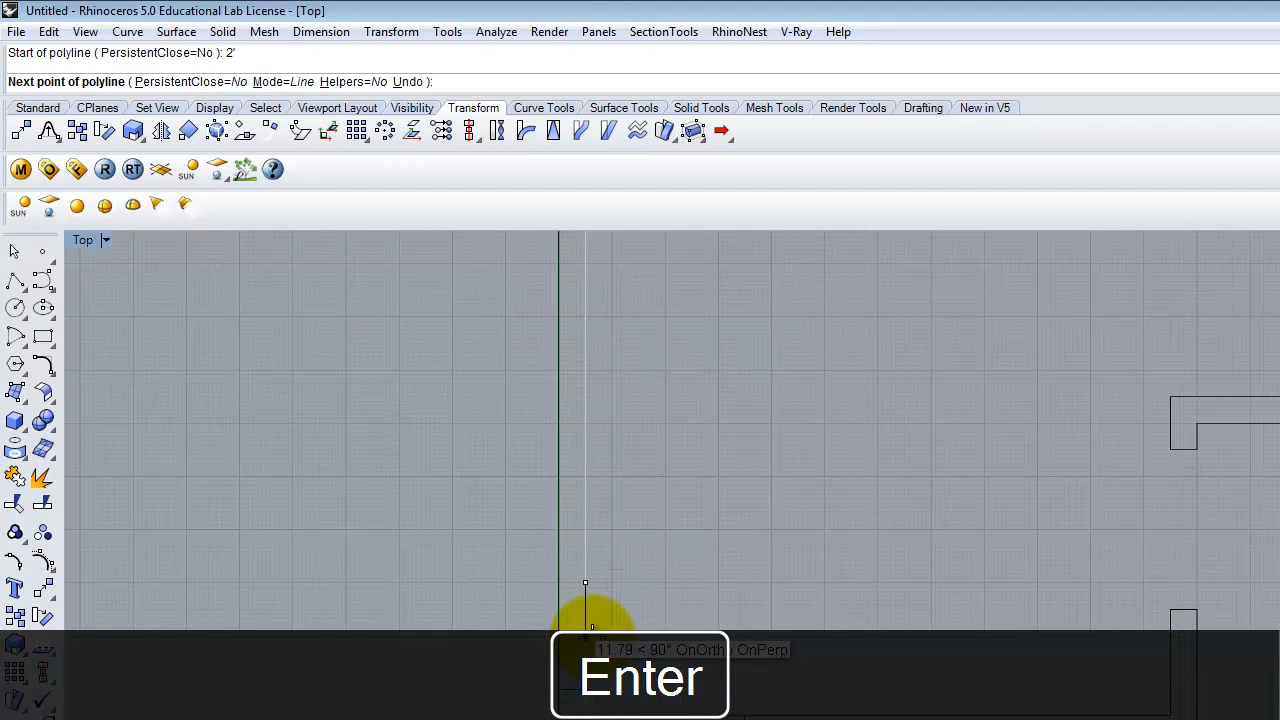 Untitled - Rhinoceros 5.0 Educational Lab License - [Top]
File Edit View Curve Surface Solid Mesh Dimension Transform Tools Analyze Render Panels SectionTools RhinoNest V-Ray Help
Start of polyline ( PersistentClose=No ): 2'
Next point of polyline ( PersistentClose=No Mode=Line Helpers=No Undo ):
Standard CPlanes Set View Display Select Viewport Layout Visibility Transform Curve Tools Surface Tools Solid Tools Mesh Tools Render Tools Drafting New in V5
M O F R RT SUN ?
SUN
Top
11.79 < 90° OnOrtho OnPerp
Enter